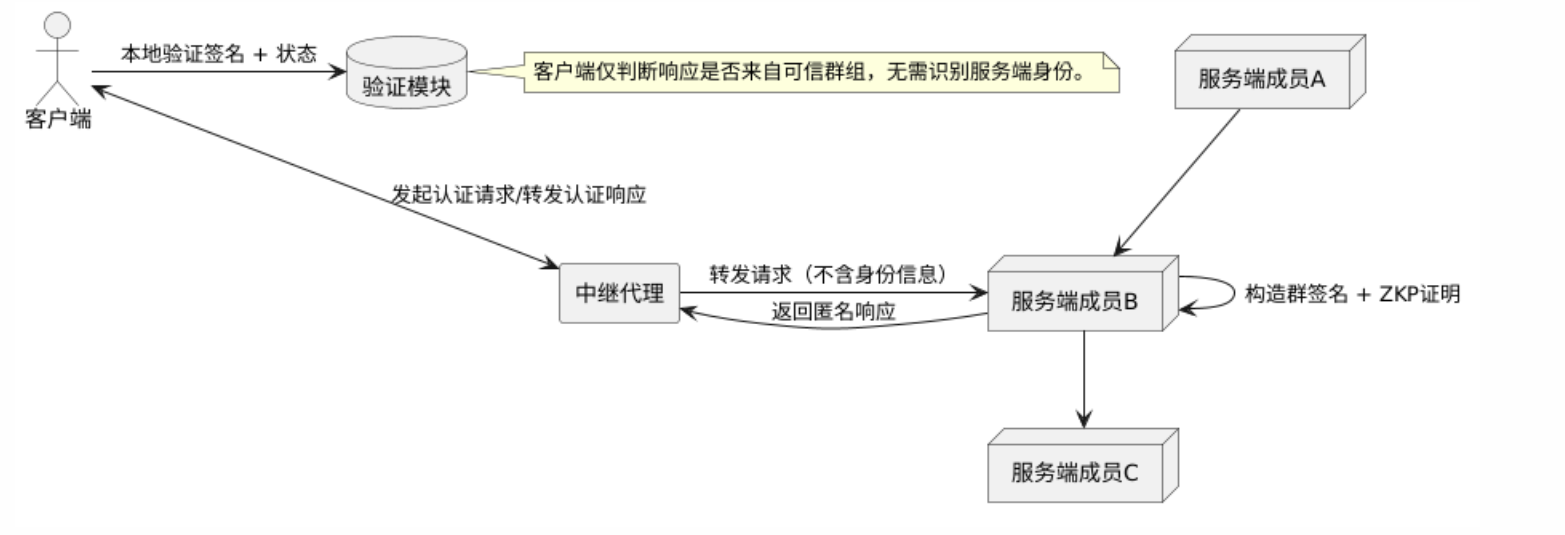 本地验证签名 + 状态
验证模块
客户端仅判断响应是否来自可信群组，无需识别服务端身份。
服务端成员A
客户端
发起认证请求/转发认证响应
中继代理
转发请求（不含身份信息）
返回匿名响应
服务端成员B
构造群签名 + ZKP证明
服务端成员C